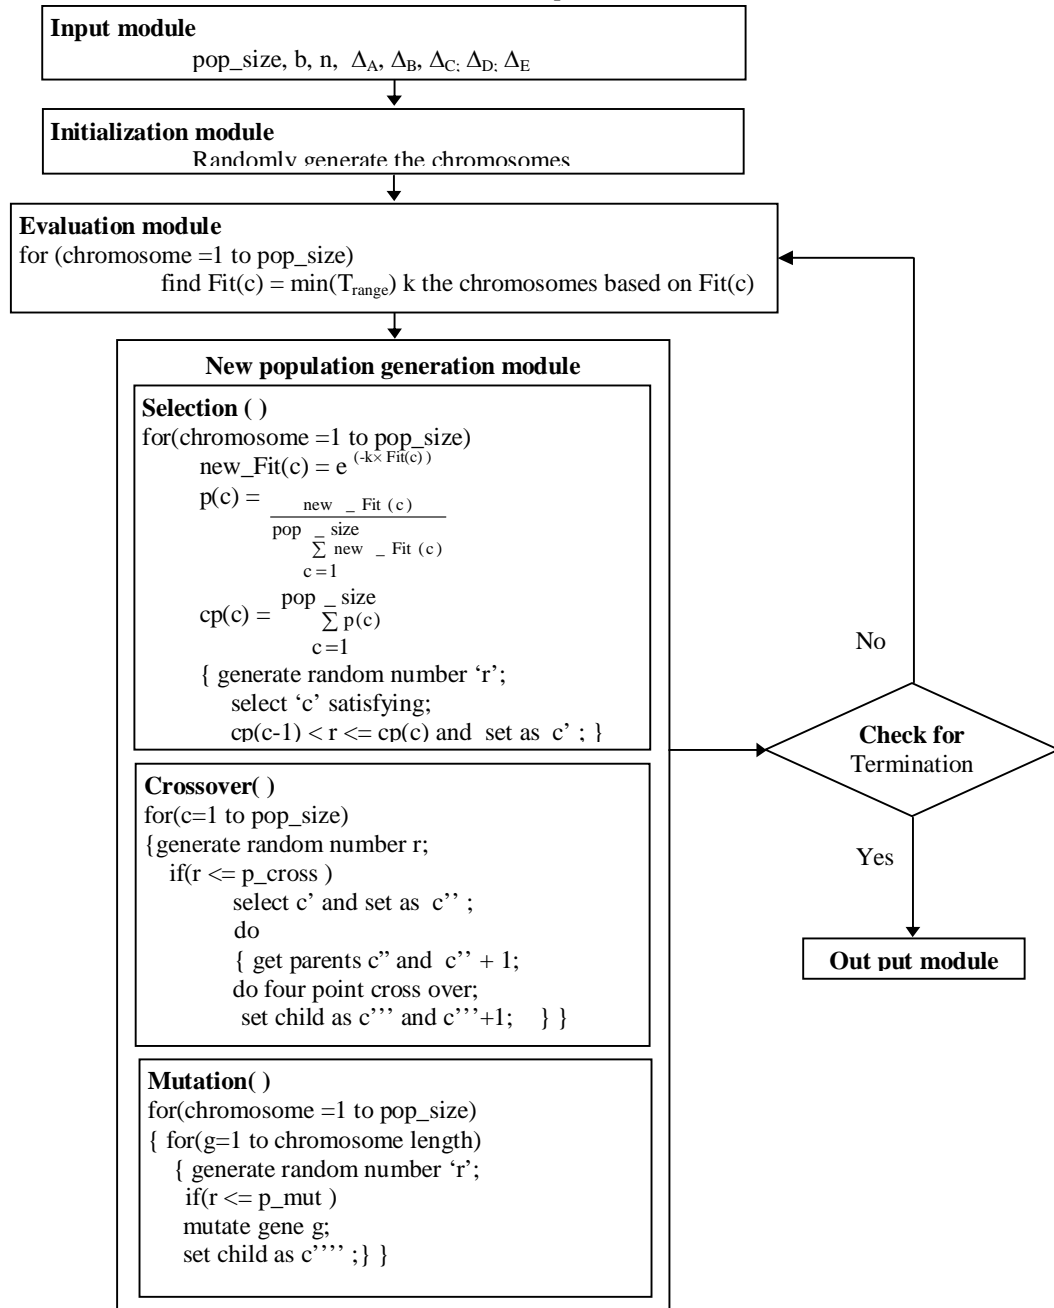 Input module
pop_size, b, n, Δ_A, Δ_B, Δ_C; Δ_D; Δ_E
Initialization module
Randomly generate the chromosomes
Evaluation module
for (chromosome =1 to pop_size)
find Fit(c) = min(T_range) k the chromosomes based on Fit(c)
New population generation module
Selection ( )
for(chromosome =1 to pop_size)
new_Fit(c) = e^(-k× Fit(c))
p(c) =
new _ Fit (c)
pop _ size
∑ new _ Fit (c)
c=1
cp(c) =
pop _ size
∑ p(c)
c=1
{ generate random number ‘r’;
select ‘c’ satisfying;
cp(c-1) < r <= cp(c) and set as c’ ; }
Crossover( )
for(c=1 to pop_size)
{generate random number r;
if(r <= p_cross )
select c’ and set as c’’ ;
do
{ get parents c” and c’’ + 1;
do four point cross over;
set child as c’’’ and c’’’+1; } }
Mutation( )
for(chromosome =1 to pop_size)
{ for(g=1 to chromosome length)
{ generate random number ‘r’;
if(r <= p_mut )
mutate gene g;
set child as c’’’’ ;} }
No
Check for
Termination
Yes
Out put module